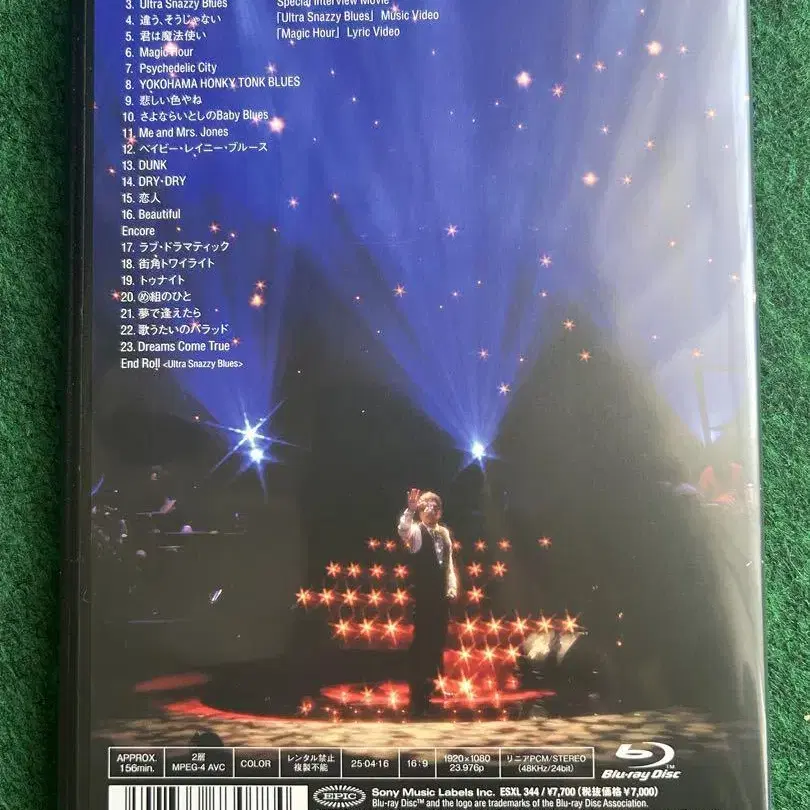 3. Ultra Snazzy Blues
4. 違う、そうじゃない
5. 君は魔法使い
6. Magic Hour
7. Psychedelic City
8. YOKOHAMA HONKY TONK BLUES
9. 悲しい色やね
10. さよならいとしのBaby Blues
11. Me and Mrs. Jones
12. ベイビー・レイニー・ブルース
13. DUNK
14. DRY・DRY
15. 恋人
16. Beautiful
Encore
17. ラブ・ドラマティック
18. 街角トワイライト
19. トゥナイト
20. ㋱組のひと
21. 夢で逢えたら
22. 歌うたいのバラッド
23. Dreams Come True
End Roll <Ultra Snazzy Blues>
Special Interview Movie
「Ultra Snazzy Blues」 Music Video
「Magic Hour」 Lyric Video
APPROX. 156min.
2層 MPEG-4 AVC
COLOR
レンタル禁止 複製不能
25・04・16
16:9
1920×1080 23.976p
リニアPCM/STEREO (48KHz/24bit)
Blu-ray Disc
EPIC
Sony Music Labels Inc. ESXL 344 / ¥7,700 (税抜価格 ¥7,000)
Blu-ray Disc™ and the logo are trademarks of the Blu-ray Disc Association.